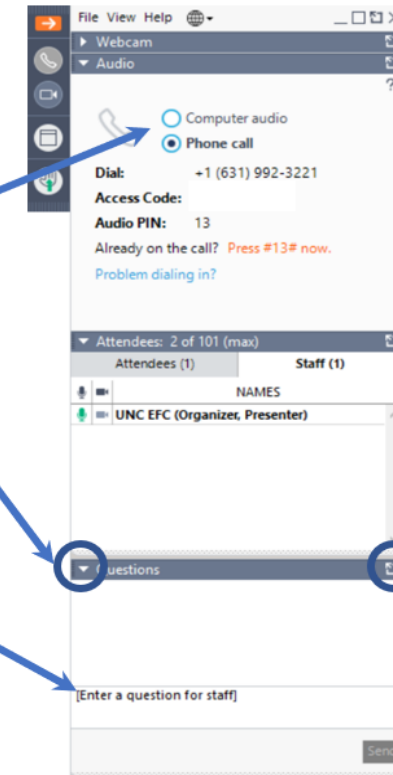 File View Help
Webcam
Audio
?
Computer audio
Phone call
Dial: +1 (631) 992-3221
Access Code:
Audio PIN: 13
Already on the call? Press #13# now.
Problem dialing in?
Attendees: 2 of 101 (max)
Attendees (1) Staff (1)
NAMES
UNC EFC (Organizer, Presenter)
Questions
[Enter a question for staff]
Send